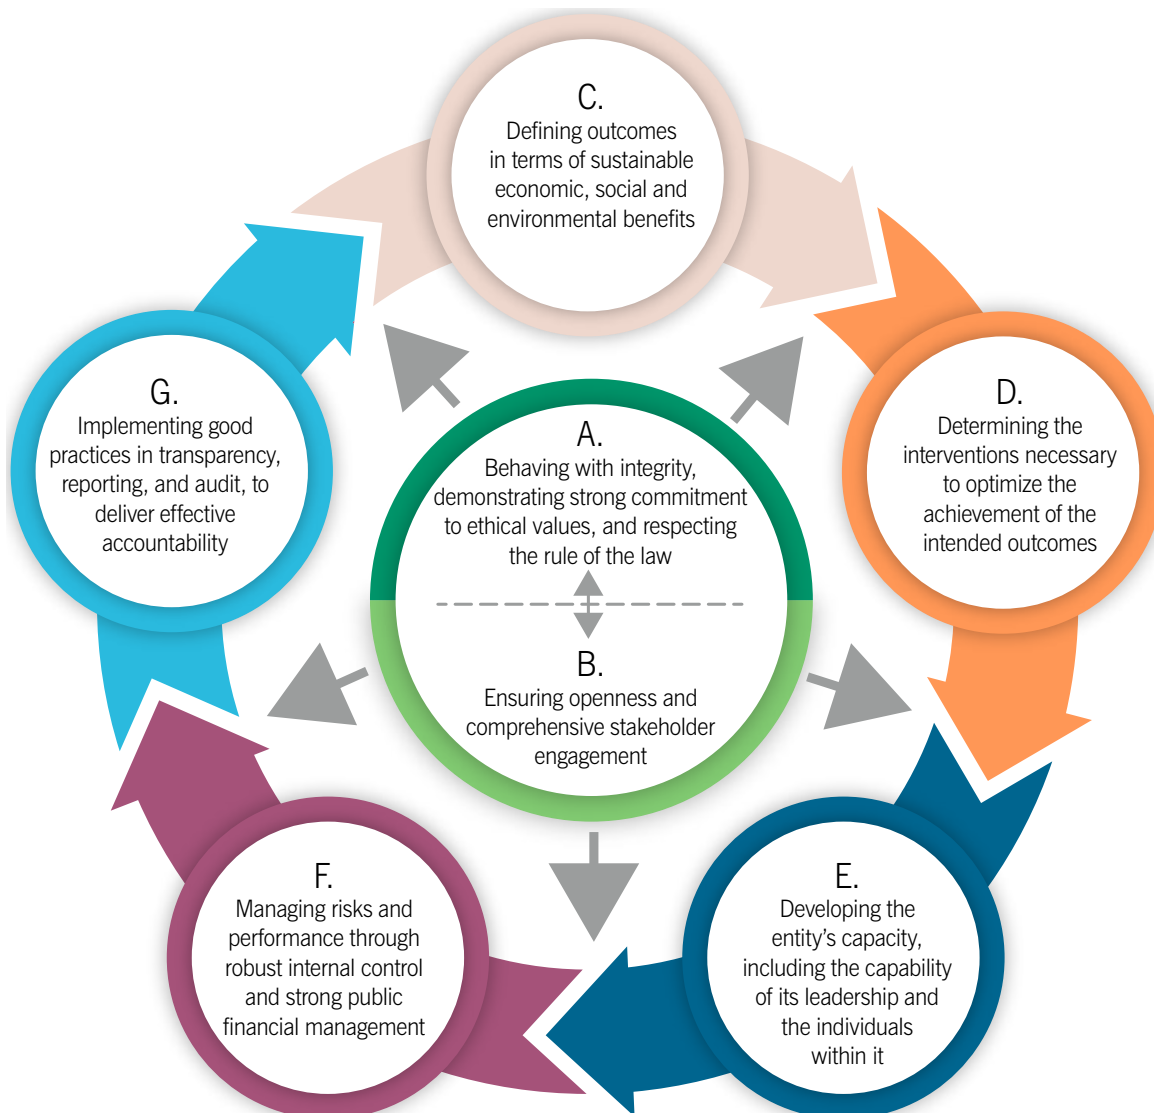 C.
Defining outcomes
in terms of sustainable
economic, social and
environmental benefits
G.
Implementing good
practices in transparency,
reporting, and audit, to
deliver effective
accountability
A.
Behaving with integrity,
demonstrating strong commitment
to ethical values, and respecting
the rule of the law
B.
Ensuring openness and
comprehensive stakeholder
engagement
D.
Determining the
interventions necessary
to optimize the
achievement of the
intended outcomes
F.
Managing risks and
performance through
robust internal control
and strong public
financial management
E.
Developing the
entity’s capacity,
including the capability
of its leadership and
the individuals
within it